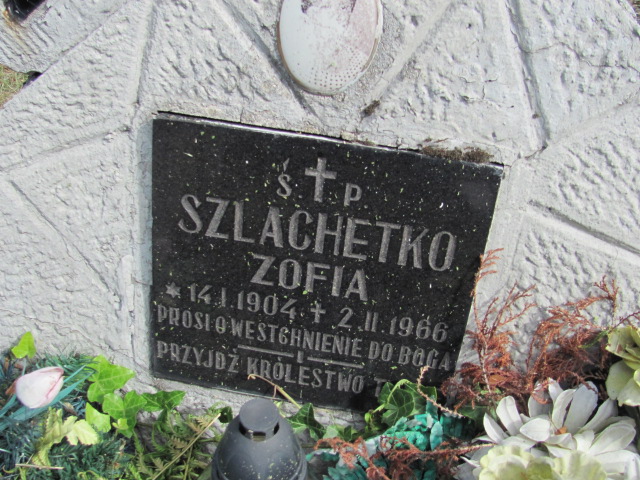 Ś † P
SZLACHETKO
ZOFIA
* 14.I 1904 + 2.II 1966
PROSI O WESTCHNIENIE DO BOGA
PRZYJDŹ KRÓLESTWO